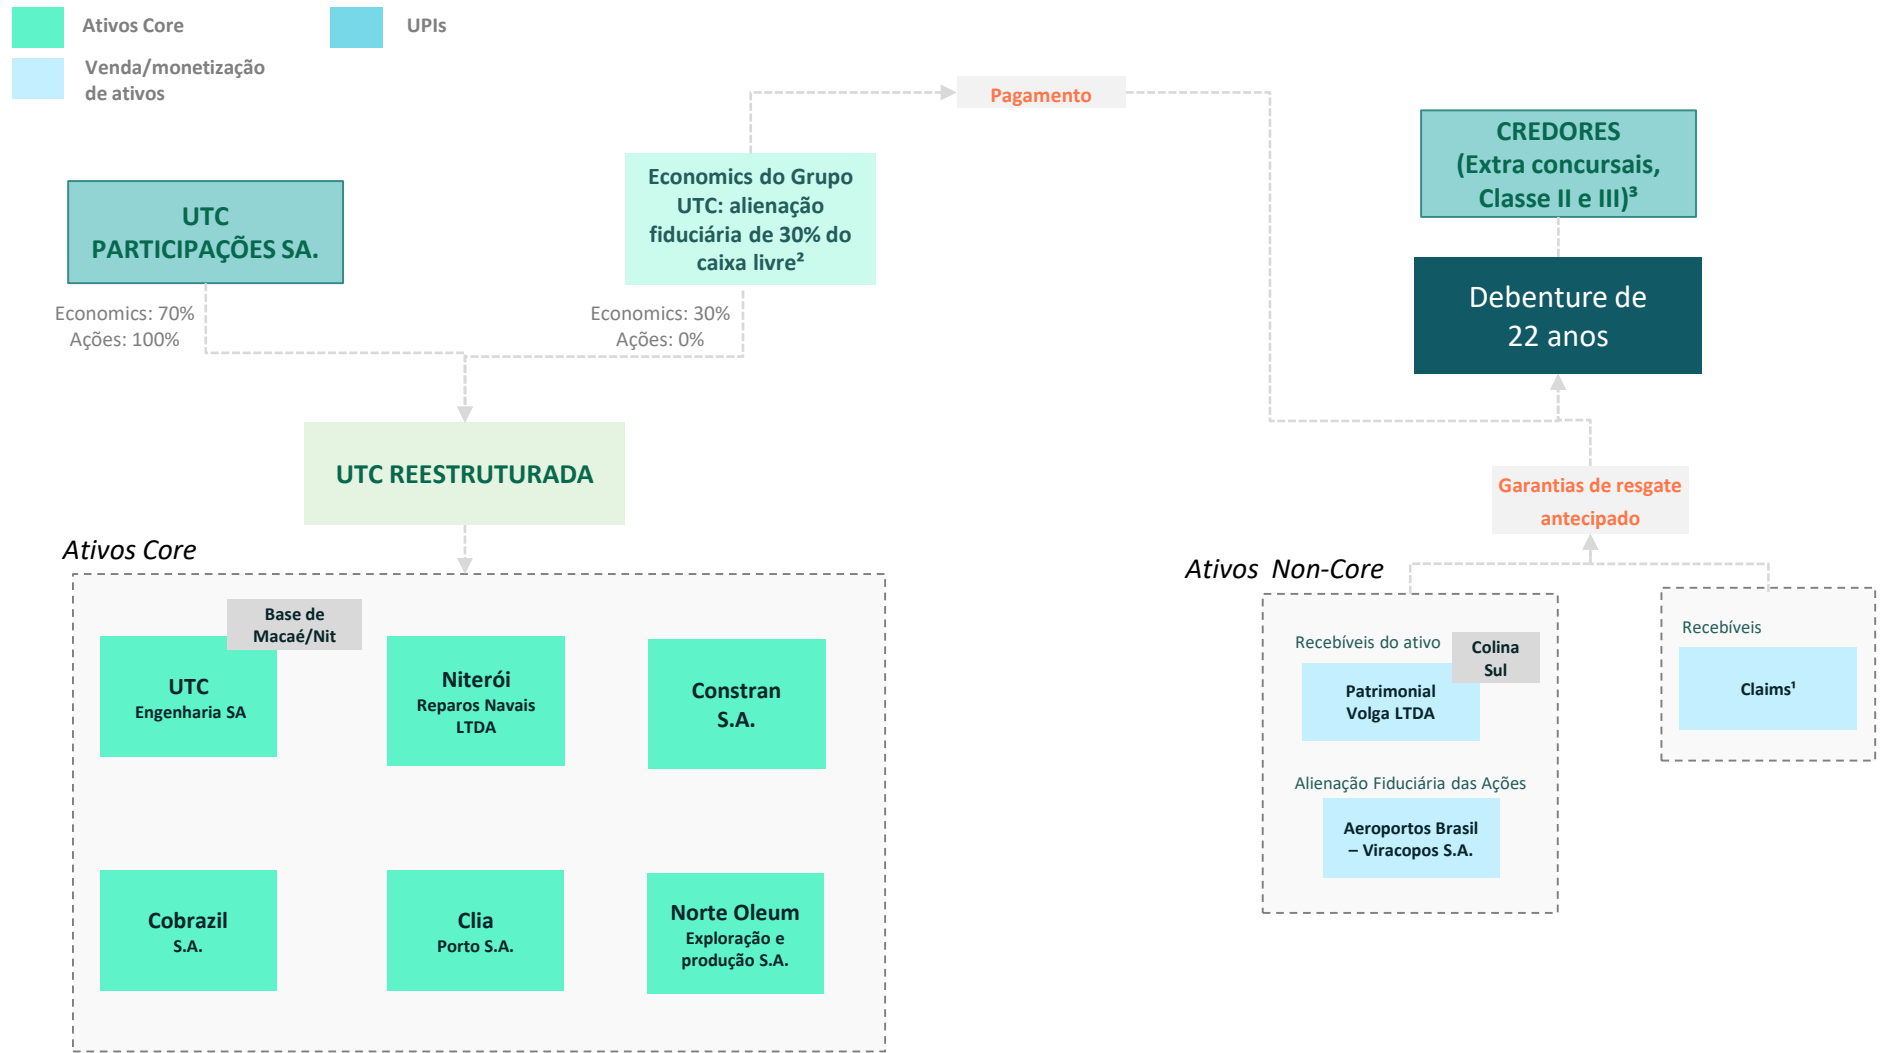 Ativos Core
UPIs
Venda/monetização
de ativos
Pagamento
CREDORES
(Extra concursais,
Classe II e III)³
Economics do Grupo
UTC: alienação
fiduciária de 30% do
caixa livre²
UTC
PARTICIPAÇÕES SA.
Debenture de
22 anos
Economics: 70%
Ações: 100%
Economics: 30%
Ações: 0%
UTC REESTRUTURADA
Garantias de resgate
antecipado
Ativos Core
Ativos Non-Core
Base de
Macaé/Nit
UTC
Engenharia SA
Niterói
Reparos Navais
LTDA
Constran
S.A.
Cobrazil
S.A.
Clia
Porto S.A.
Norte Oleum
Exploração e
produção S.A.
Recebíveis do ativo
Colina
Sul
Patrimonial
Volga LTDA
Alienação Fiduciária das Ações
Aeroportos Brasil
– Viracopos S.A.
Recebíveis
Claims¹